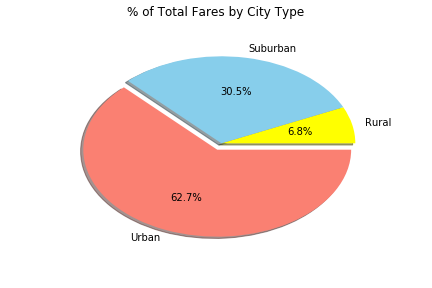 % of Total Fares by City Type
Suburban
30.5%
Rural
6.8%
62.7%
Urban